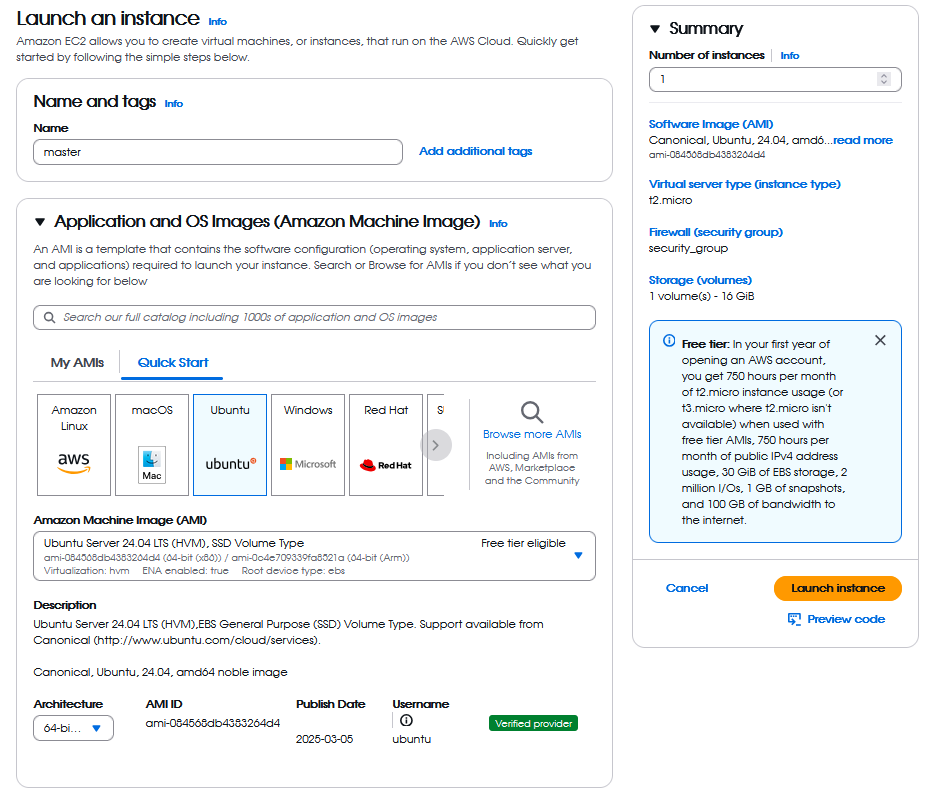 Launch an instance Info
Amazon EC2 allows you to create virtual machines, or instances, that run on the AWS Cloud. Quickly get
started by following the simple steps below.
Name and tags Info
Name
master
Add additional tags
Application and OS Images (Amazon Machine Image) Info
An AMI is a template that contains the software configuration (operating system, application server,
and applications) required to launch your instance. Search or Browse for AMIs if you don't see what you
are looking for below
Search our full catalog including 1000s of application and OS images
My AMIs
Quick Start
Amazon
Linux
aws
macOS
Mac
Ubuntu
ubuntu
Windows
Microsoft
Red Hat
Red Hat
S
Browse more AMIs
Including AMIs from
AWS, Marketplace
and the Community
Amazon Machine Image (AMI)
Ubuntu Server 24.04 LTS (HVM), SSD Volume Type
Free tier eligible
ami-084568db4383264d4 (64-bit (x86)) / ami-0c4e709339fa8521a (64-bit (Arm))
Virtualization: hvm ENA enabled: true Root device type: ebs
Description
Ubuntu Server 24.04 LTS (HVM),EBS General Purpose (SSD) Volume Type. Support available from
Canonical (http://www.ubuntu.com/cloud/services).
Canonical, Ubuntu, 24.04, amd64 noble image
Architecture
64-bi...
AMI ID
ami-084568db4383264d4
Publish Date
2025-03-05
Username
ubuntu
Verified provider
Summary
Number of instances Info
1
Software Image (AMI)
Canonical, Ubuntu, 24.04, amd6...read more
ami-084568db4383264d4
Virtual server type (instance type)
t2.micro
Firewall (security group)
security_group
Storage (volumes)
1 volume(s) - 16 GiB
Free tier: In your first year of
opening an AWS account,
you get 750 hours per month
of t2.micro instance usage (or
t3.micro where t2.micro isn't
available) when used with
free tier AMIs, 750 hours per
month of public IPv4 address
usage, 30 GiB of EBS storage, 2
million I/Os, 1 GB of snapshots,
and 100 GB of bandwidth to
the internet.
Cancel
Launch instance
Preview code